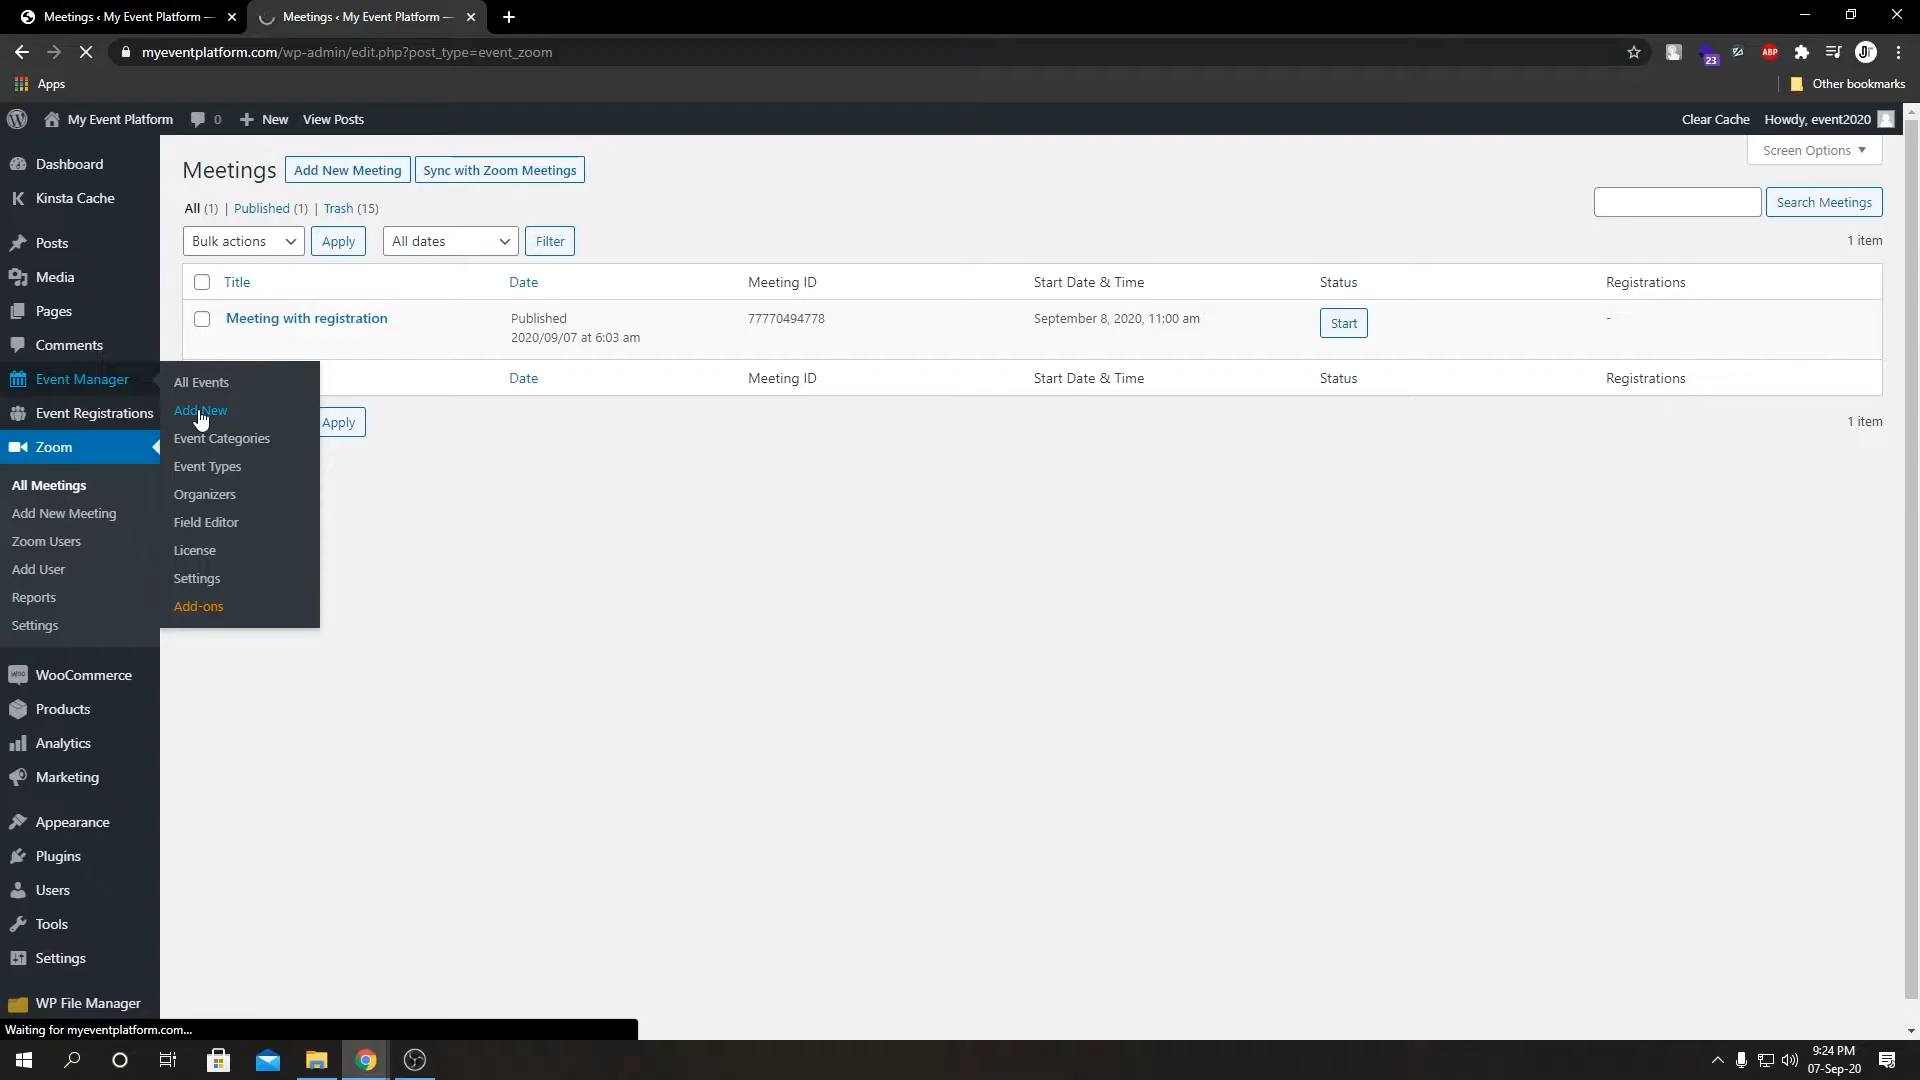 Meetings ‹ My Event Platform —
Meetings ‹ My Event Platform —
myeventplatform.com/wp-admin/edit.php?post_type=event_zoom
23
ABP
Apps
Other bookmarks
My Event Platform
0
New
View Posts
Clear Cache
Howdy, event2020
Dashboard
Kinsta Cache
Posts
Media
Pages
Comments
Event Manager
Event Registrations
Zoom
All Meetings
Add New Meeting
Zoom Users
Add User
Reports
Settings
WooCommerce
Products
Analytics
Marketing
Appearance
Plugins
Users
Tools
Settings
WP File Manager
All Events
Add New
Event Categories
Event Types
Organizers
Field Editor
License
Settings
Add-ons
Screen Options
Meetings
Add New Meeting
Sync with Zoom Meetings
All (1) | Published (1) | Trash (15)
Search Meetings
Bulk actions
Apply
All dates
Filter
1 item
Title Date Meeting ID Start Date & Time Status Registrations
Meeting with registration Published 77770494778 September 8, 2020, 11:00 am Start -
2020/09/07 at 6:03 am
Date Meeting ID Start Date & Time Status Registrations
Apply
1 item
Waiting for myeventplatform.com...
9:24 PM
07-Sep-20